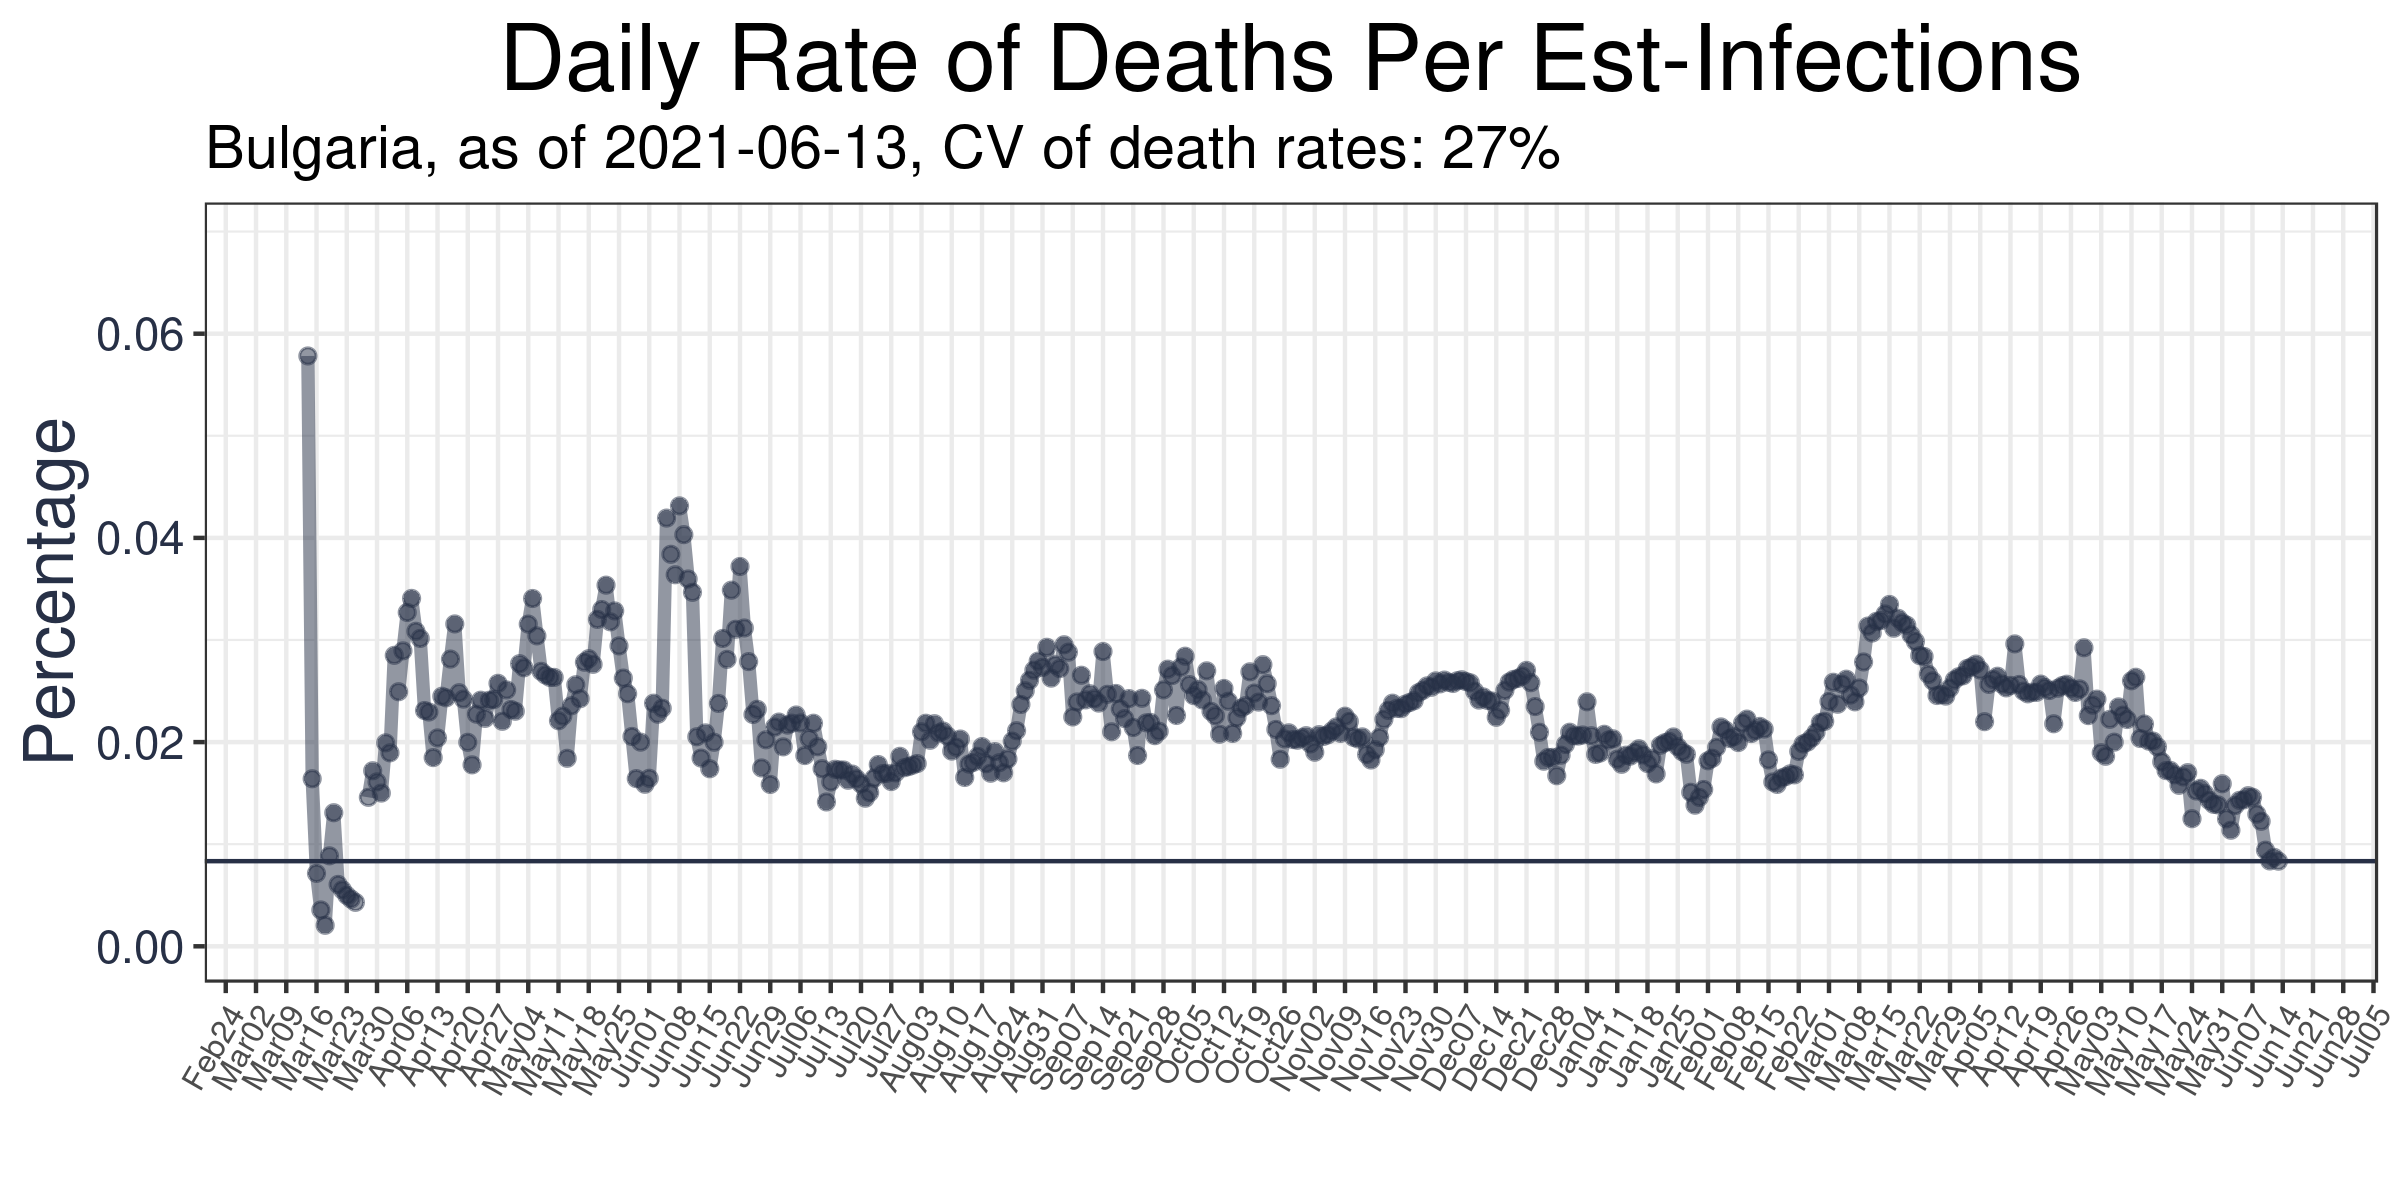 Daily Rate of Deaths Per Est-Infections
Bulgaria, as of 2021-06-13, CV of death rates: 27%
Percentage
0.06
0.04
0.02
0.00
Feb24
Mar02
Mar09
Mar16
Mar23
Mar30
Apr06
Apr13
Apr20
Apr27
May04
May11
May18
May25
Jun01
Jun08
Jun15
Jun22
Jun29
Jul06
Jul13
Jul20
Jul27
Aug03
Aug10
Aug17
Aug24
Aug31
Sep07
Sep14
Sep21
Sep28
Oct05
Oct12
Oct19
Oct26
Nov02
Nov09
Nov16
Nov23
Nov30
Dec07
Dec14
Dec21
Dec28
Jan04
Jan11
Jan18
Jan25
Feb01
Feb08
Feb15
Feb22
Mar01
Mar08
Mar15
Mar22
Mar29
Apr05
Apr12
Apr19
Apr26
May03
May10
May17
May24
May31
Jun07
Jun14
Jun21
Jun28
Jul05